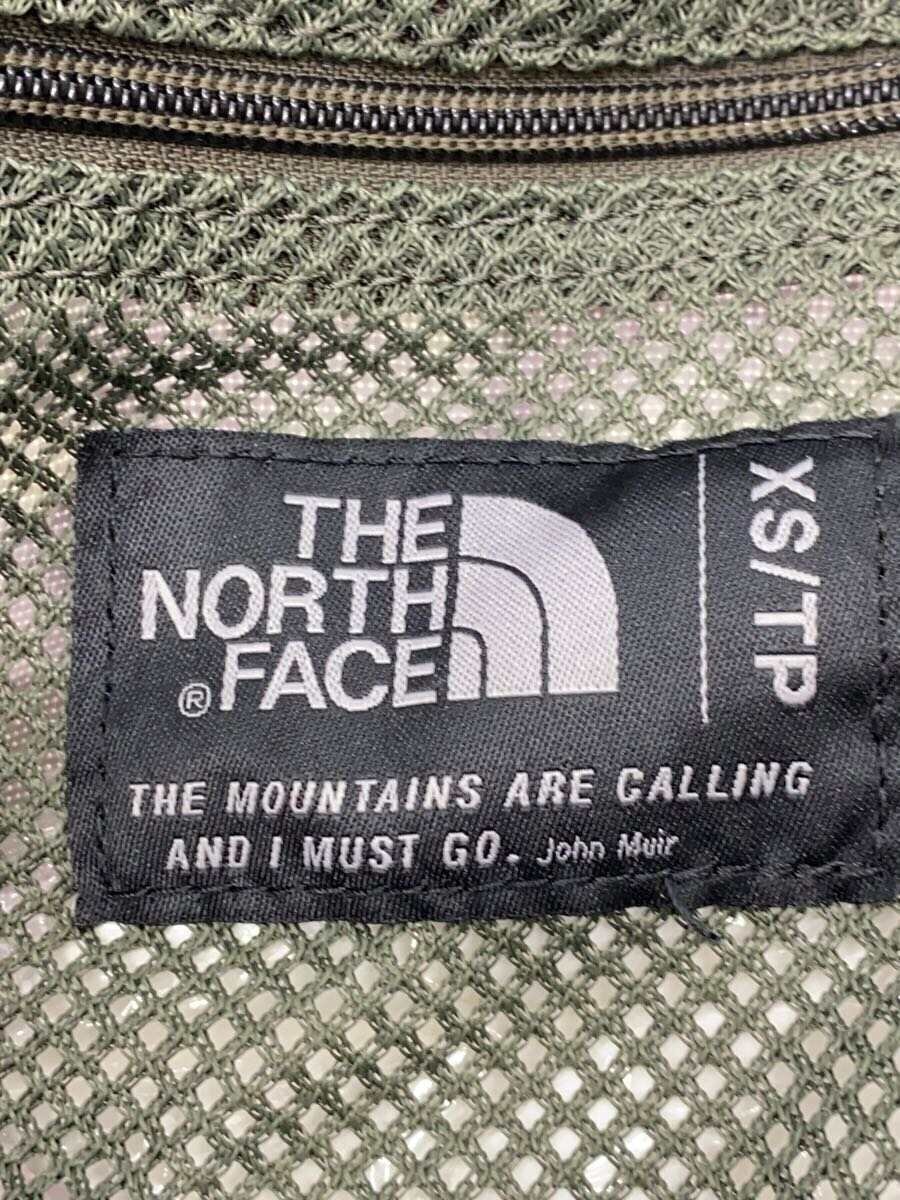 THE
NORTH
® FACE
XS/TP
THE MOUNTAINS ARE CALLING
AND I MUST GO. John Muir